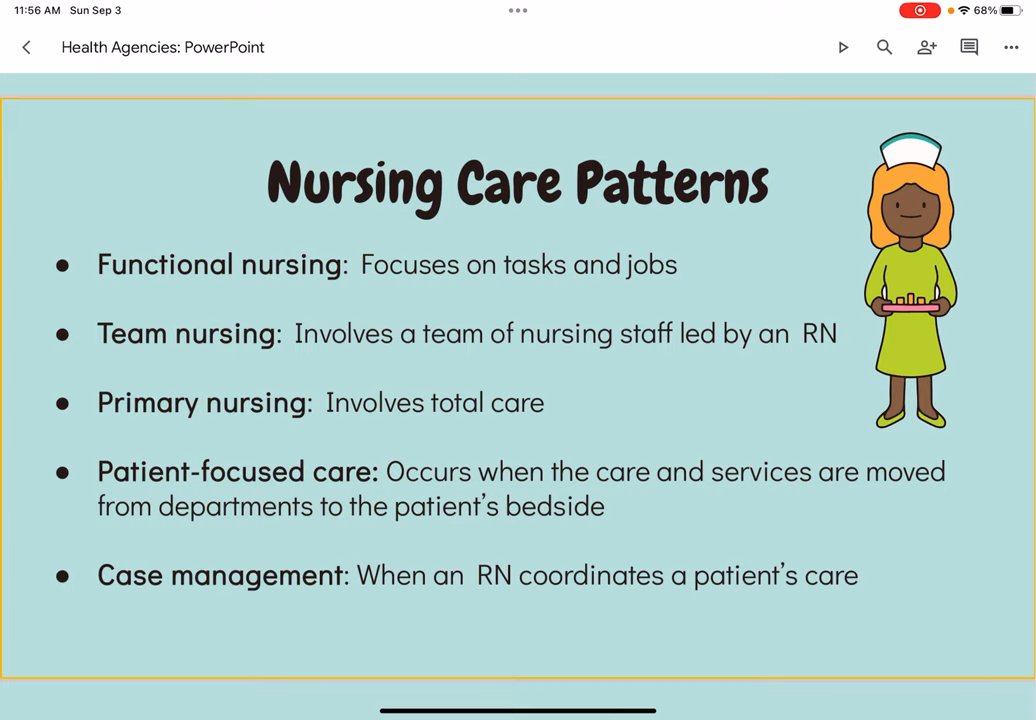 11:56 AM Sun Sep 3
68%
Health Agencies: PowerPoint
Nursing Care Patterns
● Functional nursing: Focuses on tasks and jobs
● Team nursing: Involves a team of nursing staff led by an RN
● Primary nursing: Involves total care
● Patient-focused care: Occurs when the care and services are moved
from departments to the patient's bedside
● Case management: When an RN coordinates a patient's care